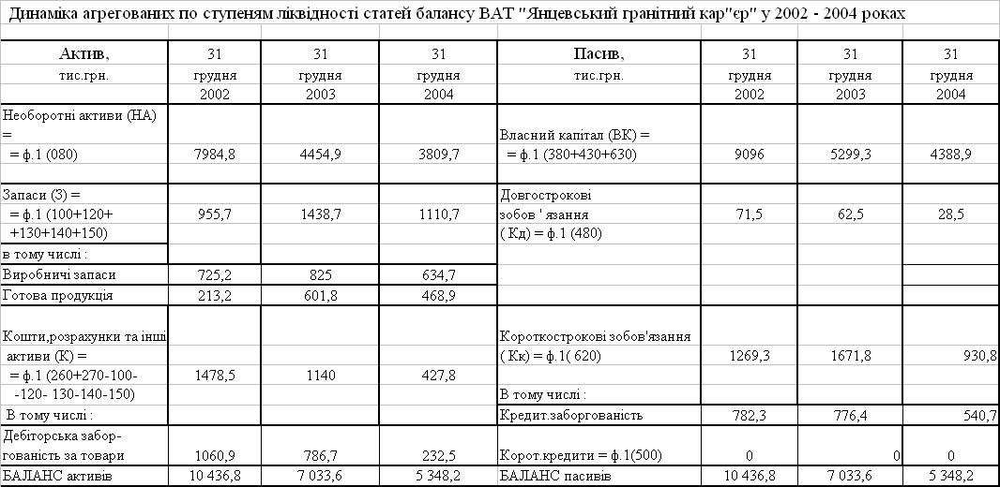 Динаміка агрегованих по ступеням ліквідності статей балансу ВАТ "Янцевський гранітний кар"єр" у 2002 - 2004 роках
Актив, 31 31 31 Пасив, 31 31 31
тис.грн. грудня грудня грудня тис.грн. грудня грудня грудня
2002 2003 2004 2002 2003 2004
Необоротні активи (НА)
= Власний капітал (ВК) =
= ф.1 (080) 7984,8 4454,9 3809,7 = ф.1 (380+430+630) 9096 5299,3 4388,9
Запаси (З) = Довгострокові
= ф.1 (100+120+ 955,7 1438,7 1110,7 зобов ' язання 71,5 62,5 28,5
+130+140+150) ( Кд) = ф.1 (480)
в тому числі :
Виробничі запаси 725,2 825 634,7
Готова продукція 213,2 601,8 468,9
Кошти,розрахунки та інші Короткострокові зобов'язання
активи (К) = ( Кк) = ф.1( 620) 1269,3 1671,8 930,8
= ф.1 (260+270-100- 1478,5 1140 427,8
-120- 130-140-150) В тому числі :
В тому числі : Кредит.заборгованість 782,3 776,4 540,7
Дебіторська забор-
гованість за товари 1060,9 786,7 232,5 Корот.кредити = ф.1(500) 0 0 0
БАЛАНС активів 10 436,8 7 033,6 5 348,2 БАЛАНС пасивів 10 436,8 7 033,6 5 348,2